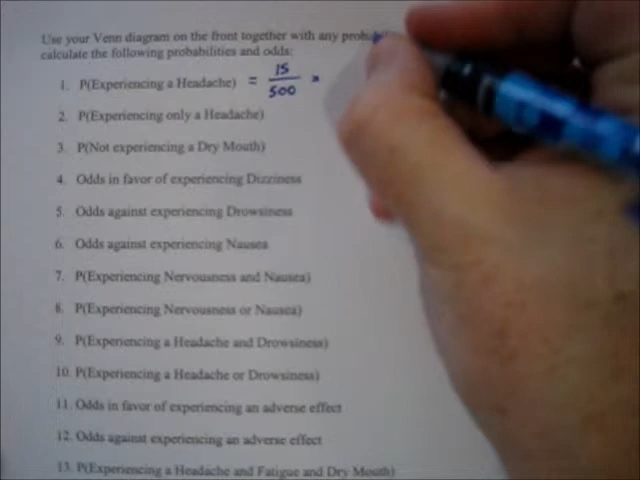 Use your Venn diagram on the front together with any
calculate the following probabilities and odds:
1. P(Experiencing a Headache) = 15/500 =
2. P(Experiencing only a Headache)
3. P(Not experiencing a Dry Mouth)
4. Odds in favor of experiencing Dizziness
5. Odds against experiencing Drowsiness
6. Odds against experiencing Nausea
7. P(Experiencing Nervousness and Nausea)
8. P(Experiencing Nervousness or Nausea)
9. P(Experiencing a Headache and Drowsiness)
10. P(Experiencing a Headache or Drowsiness)
11. Odds in favor of experiencing an adverse effect
12. Odds against experiencing an adverse effect
13. P(Experiencing a Headache and Fatigue and Dry Mouth)